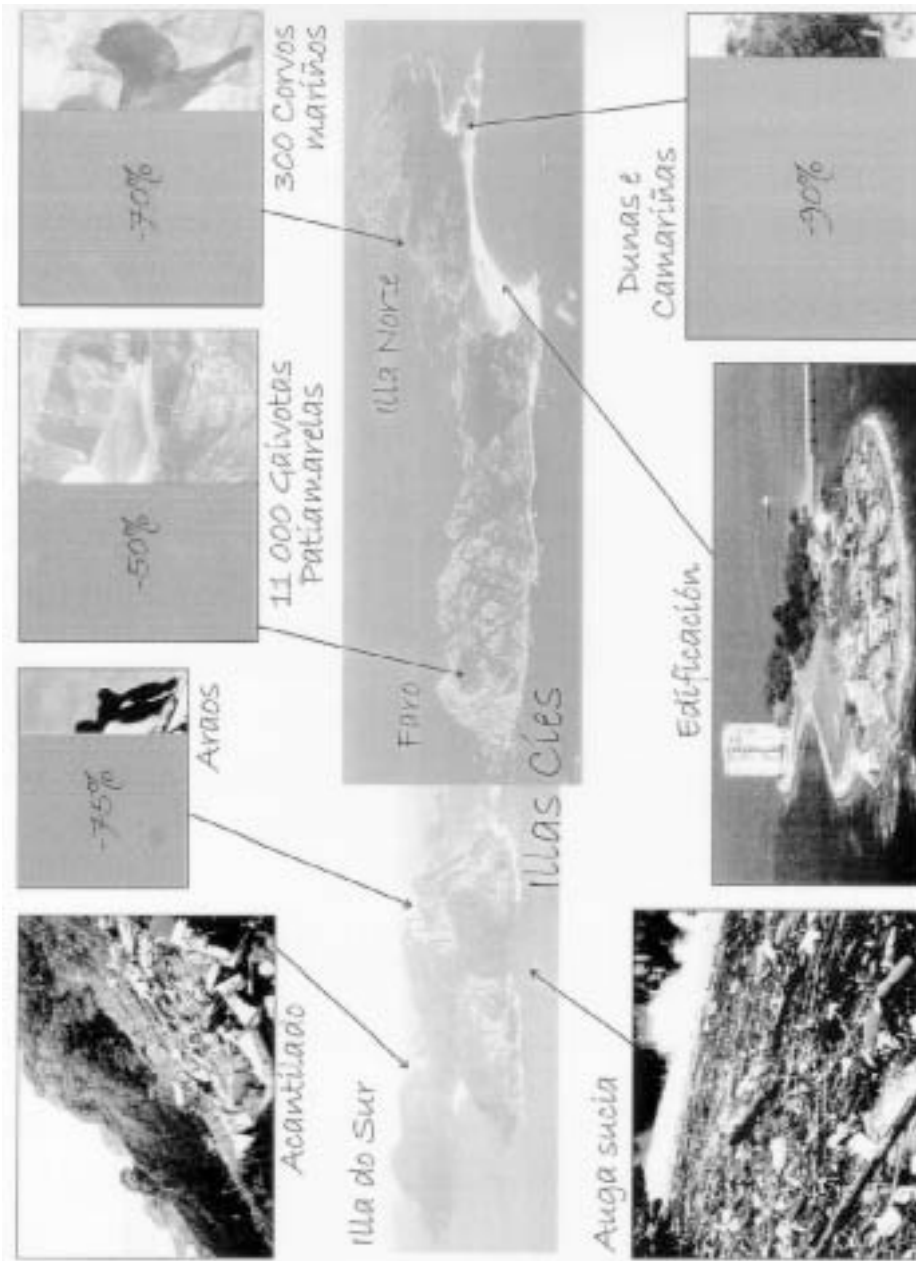 -75%
-50%
-70%
Acantilado
Araos
11 000 Gaivotas
Patiamarelas
300 Corvos
mariños
Illa do Sur
Faro
Illa Norte
Illas Cíes
Auga sucia
Edificación
Dunas e
Camariñas
-90%